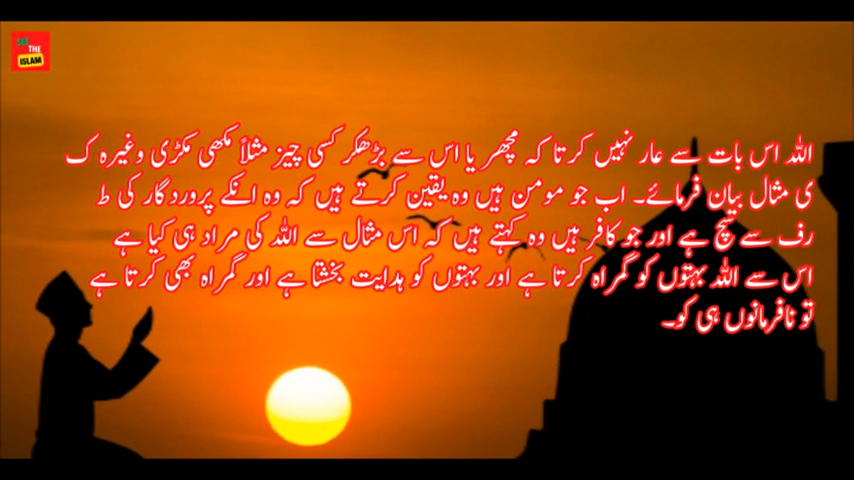 THE
ISLAM
اللہ اس بات سے عار نہیں کرتا کہ مچھر یا اس سے بڑھکر کسی چیز مثلاً مکھی مکڑی وغیرہ ک
ی مثال بیان فرمائے۔ اب جو مومن ہیں وہ یقین کرتے ہیں کہ وہ انکے پروردگار کی ط
رف سے سچ ہے اور جو کافر ہیں وہ کہتے ہیں کہ اس مثال سے اللہ کی مراد ہی کیا ہے
اس سے اللہ بہتوں کو گمراہ کرتا ہے اور بہتوں کو ہدایت بخشتا ہے اور گمراہ بھی کرتا ہے
تو نافرمانوں ہی کو۔